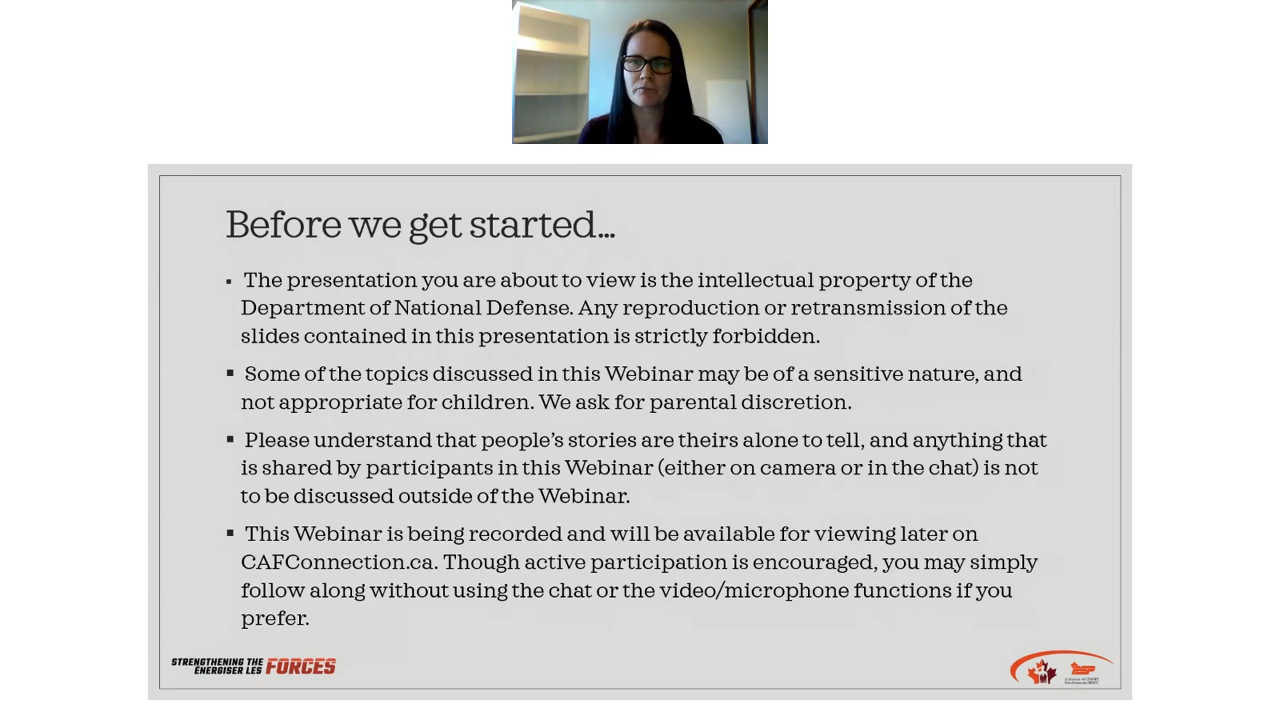 Before we get started...
▪ The presentation you are about to view is the intellectual property of the
Department of National Defense. Any reproduction or retransmission of the
slides contained in this presentation is strictly forbidden.
▪ Some of the topics discussed in this Webinar may be of a sensitive nature, and
not appropriate for children. We ask for parental discretion.
▪ Please understand that people’s stories are theirs alone to tell, and anything that
is shared by participants in this Webinar (either on camera or in the chat) is not
to be discussed outside of the Webinar.
▪ This Webinar is being recorded and will be available for viewing later on
CAFConnection.ca. Though active participation is encouraged, you may simply
follow along without using the chat or the video/microphone functions if you
prefer.
STRENGTHENING THE
ÉNERGISER LES FORCES